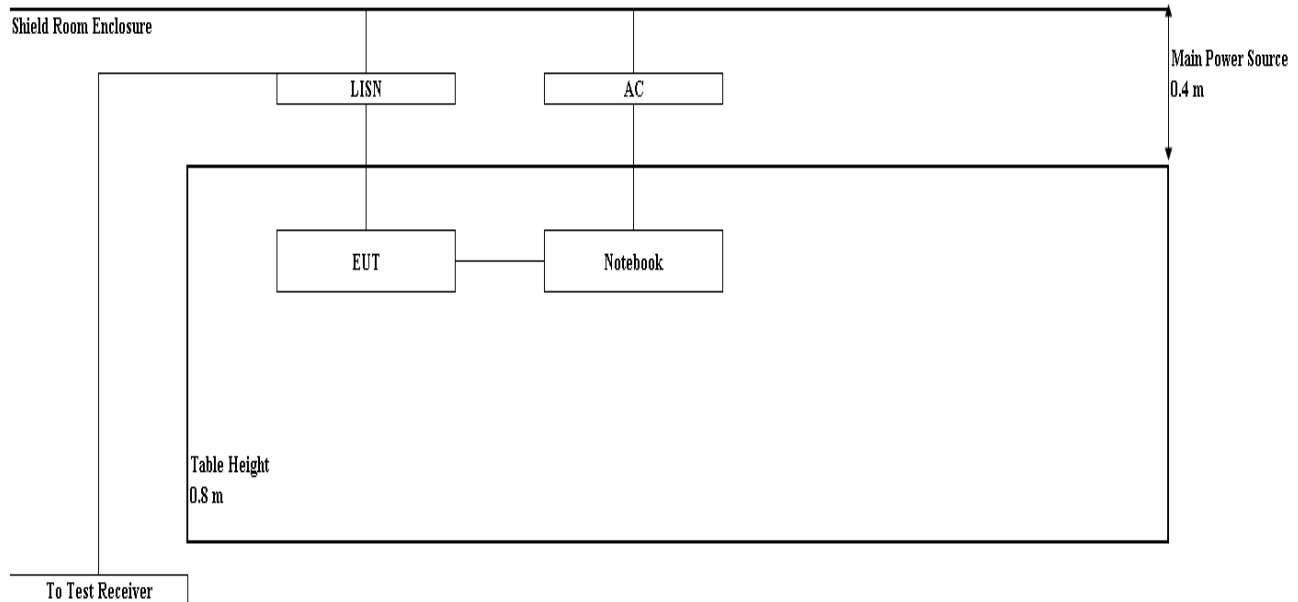 Shield Room Enclosure
Main Power Source
0.4 m
LISN
AC
EUT
Notebook
Table Height
0.8 m
To Test Receiver